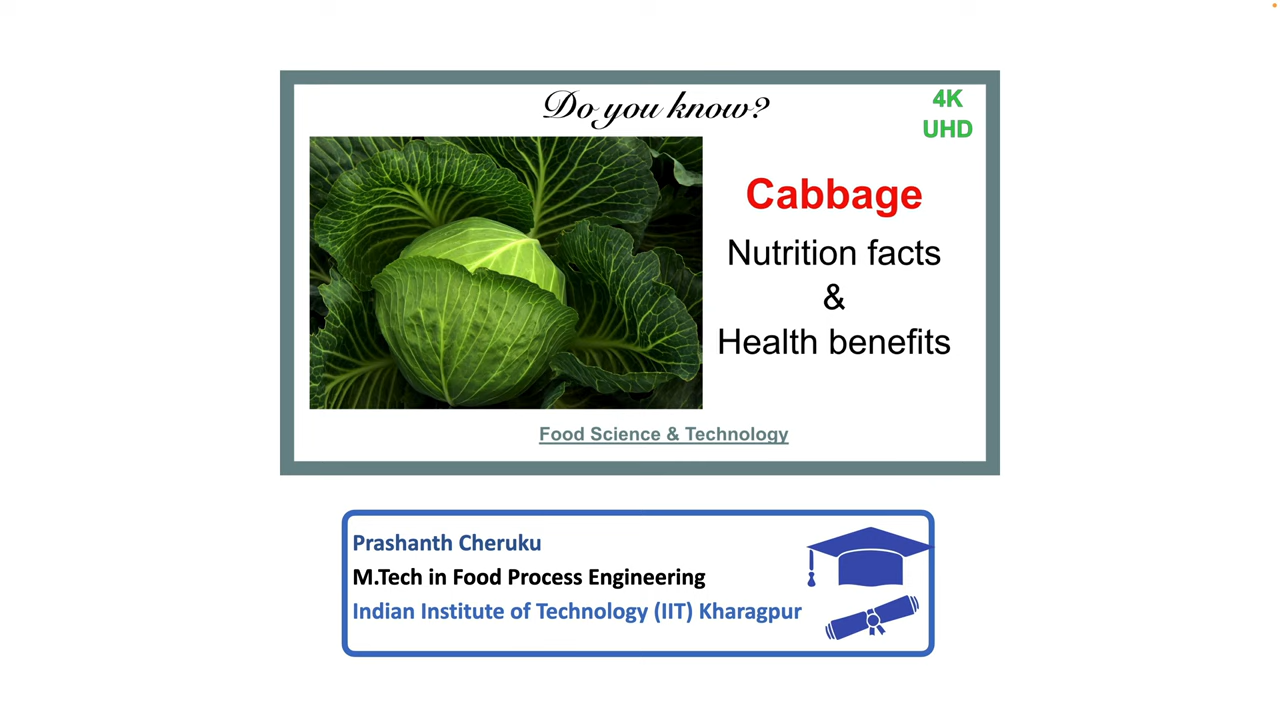 Do you know?
4K
UHD
Cabbage
Nutrition facts
&
Health benefits
Food Science & Technology
Prashanth Cheruku
M.Tech in Food Process Engineering
Indian Institute of Technology (IIT) Kharagpur